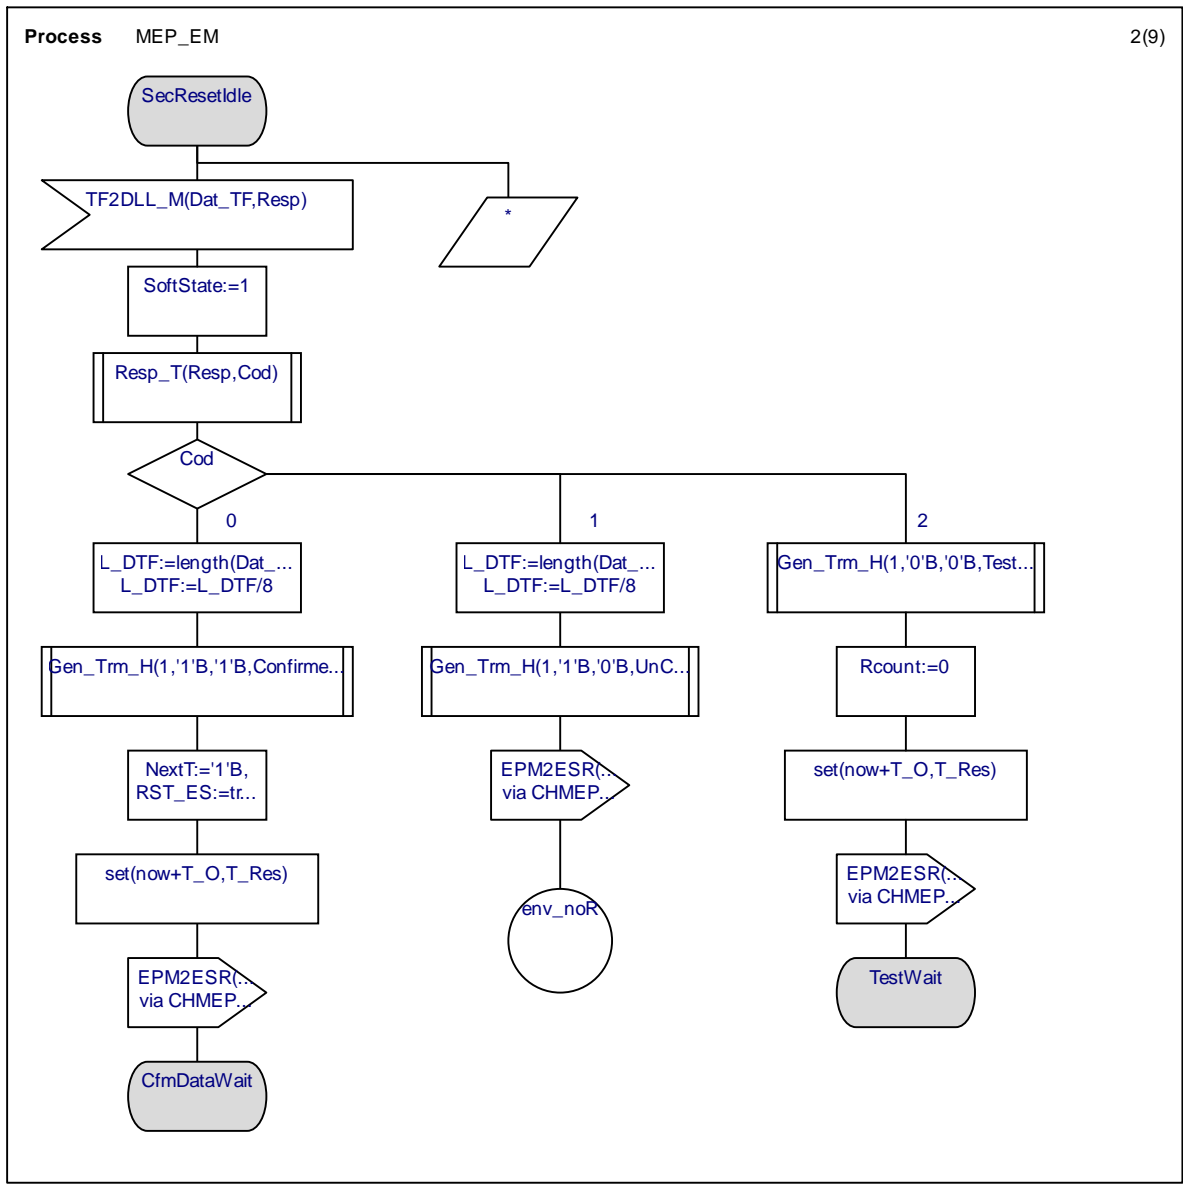 Process MEP_EM 2(9)
SecResetIdle
TF2DLL_M(Dat_TF,Resp)
*
SoftState:=1
Resp_T(Resp,Cod)
Cod
0
1
2
L_DTF:=length(Dat_...
L_DTF:=L_DTF/8
L_DTF:=length(Dat_...
L_DTF:=L_DTF/8
Gen_Trm_H(1,'0'B,'0'B,Test...
Gen_Trm_H(1,'1'B,'1'B,Confirme...
Gen_Trm_H(1,'1'B,'0'B,UnC...
Rcount:=0
NextT:='1'B,
RST_ES:=tr...
EPM2ESR(...
via CHMEP...
set(now+T_O,T_Res)
set(now+T_O,T_Res)
env_noR
EPM2ESR(...
via CHMEP...
EPM2ESR(...
via CHMEP...
TestWait
CfmDataWait